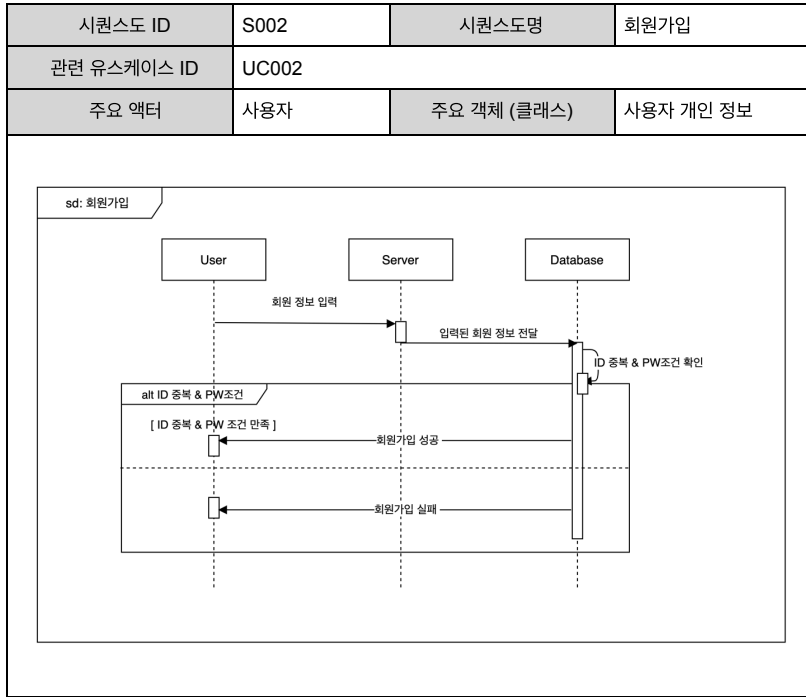 시퀀스도 ID S002 시퀀스도명 회원가입
관련 유스케이스 ID UC002
주요 액터 사용자 주요 객체 (클래스) 사용자 개인 정보
sd: 회원가입
User Server Database
회원 정보 입력
입력된 회원 정보 전달
ID 중복 & PW조건 확인
alt ID 중복 & PW조건
[ ID 중복 & PW 조건 만족 ]
회원가입 성공
회원가입 실패